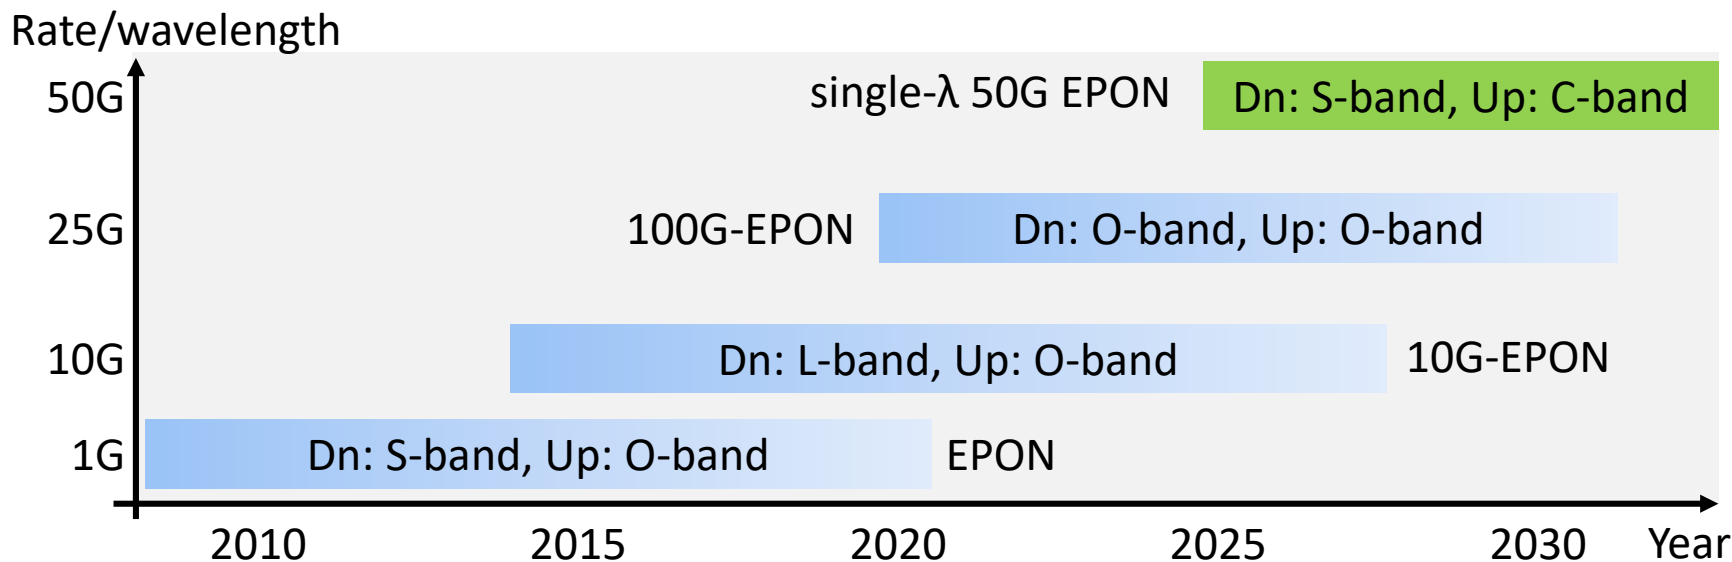 Rate/wavelength
50G
single-λ 50G EPON
Dn: S-band, Up: C-band
25G
100G-EPON
Dn: O-band, Up: O-band
10G
Dn: L-band, Up: O-band
10G-EPON
1G
Dn: S-band, Up: O-band
EPON
2010
2015
2020
2025
2030
Year